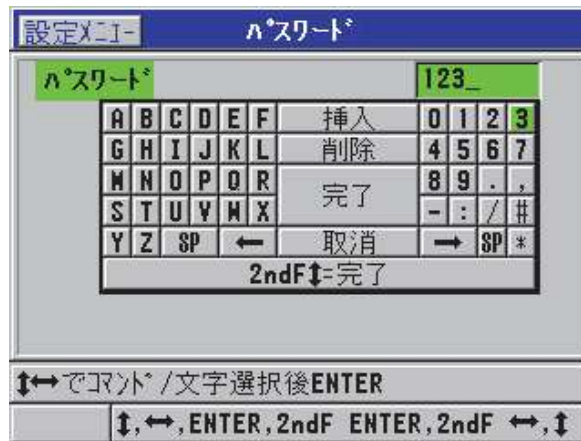 設定ﾒﾆｭｰ ﾊﾟｽﾜｰﾄﾞ
ﾊﾟｽﾜｰﾄﾞ 123_
A B C D E F 挿入 0 1 2 3
G H I J K L 削除 4 5 6 7
M N O P Q R 完了 8 9 . ,
S T U V W X - : / #
Y Z SP ← 取消 → SP *
2ndF↕=完了
↕↔でｺﾏﾝﾄﾞ/文字選択後ENTER
↕,↔,ENTER,2ndF ENTER,2ndF ↔,↕